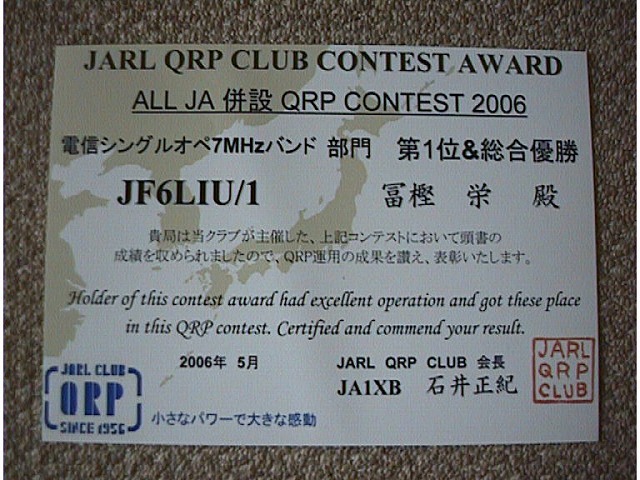 JARL QRP CLUB CONTEST AWARD
ALL JA 併設 QRP CONTEST 2006
電信シングルオペ7MHzバンド 部門 第1位&総合優勝
JF6LIU/1 冨樫 栄 殿
貴局は当クラブが主催した、上記コンテストにおいて頭書の
成績を収められましたので、QRP運用の成果を讃え、表彰いたします。
Holder of this contest award had excellent operation and got these place
in this QRP contest. Certified and commend your result.
2006年 5月 JARL QRP CLUB 会長
JA1XB 石井正紀
JARL
QRP
CLUB
JARL CLUB
QRP
SINCE 1956
小さなパワーで大きな感動